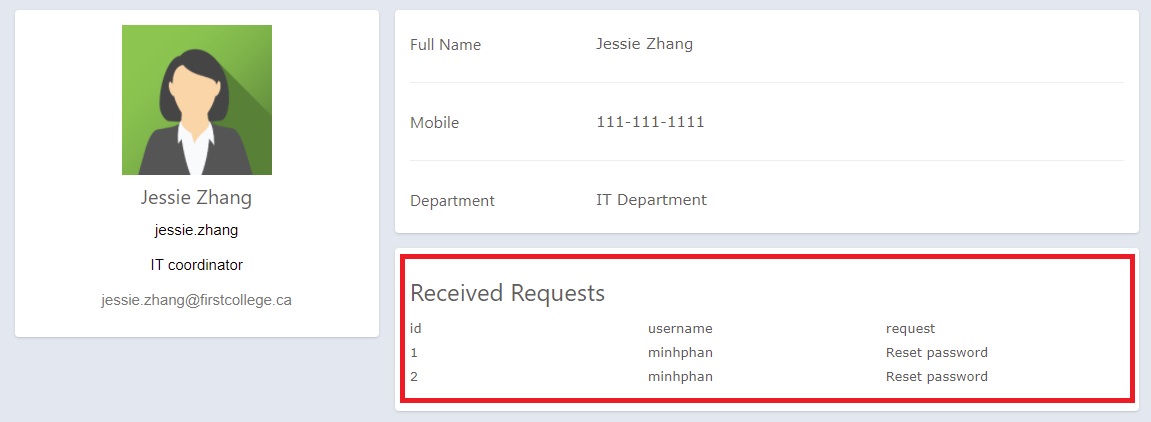 Jessie Zhang
jessie.zhang
IT coordinator
jessie.zhang@firstcollege.ca
Full Name Jessie Zhang
Mobile 111-111-1111
Department IT Department
Received Requests
id username request
1 minhphan Reset password
2 minhphan Reset password